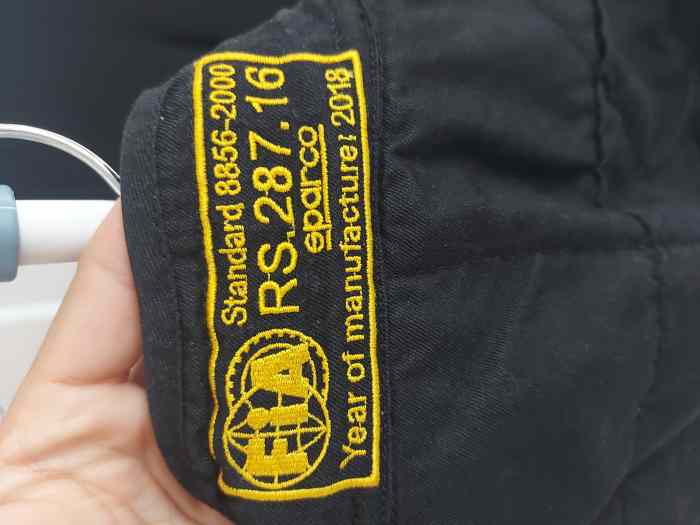 FIA
Standard 8856-2000
RS.287.16
sparco
Year of manufacture: 2018